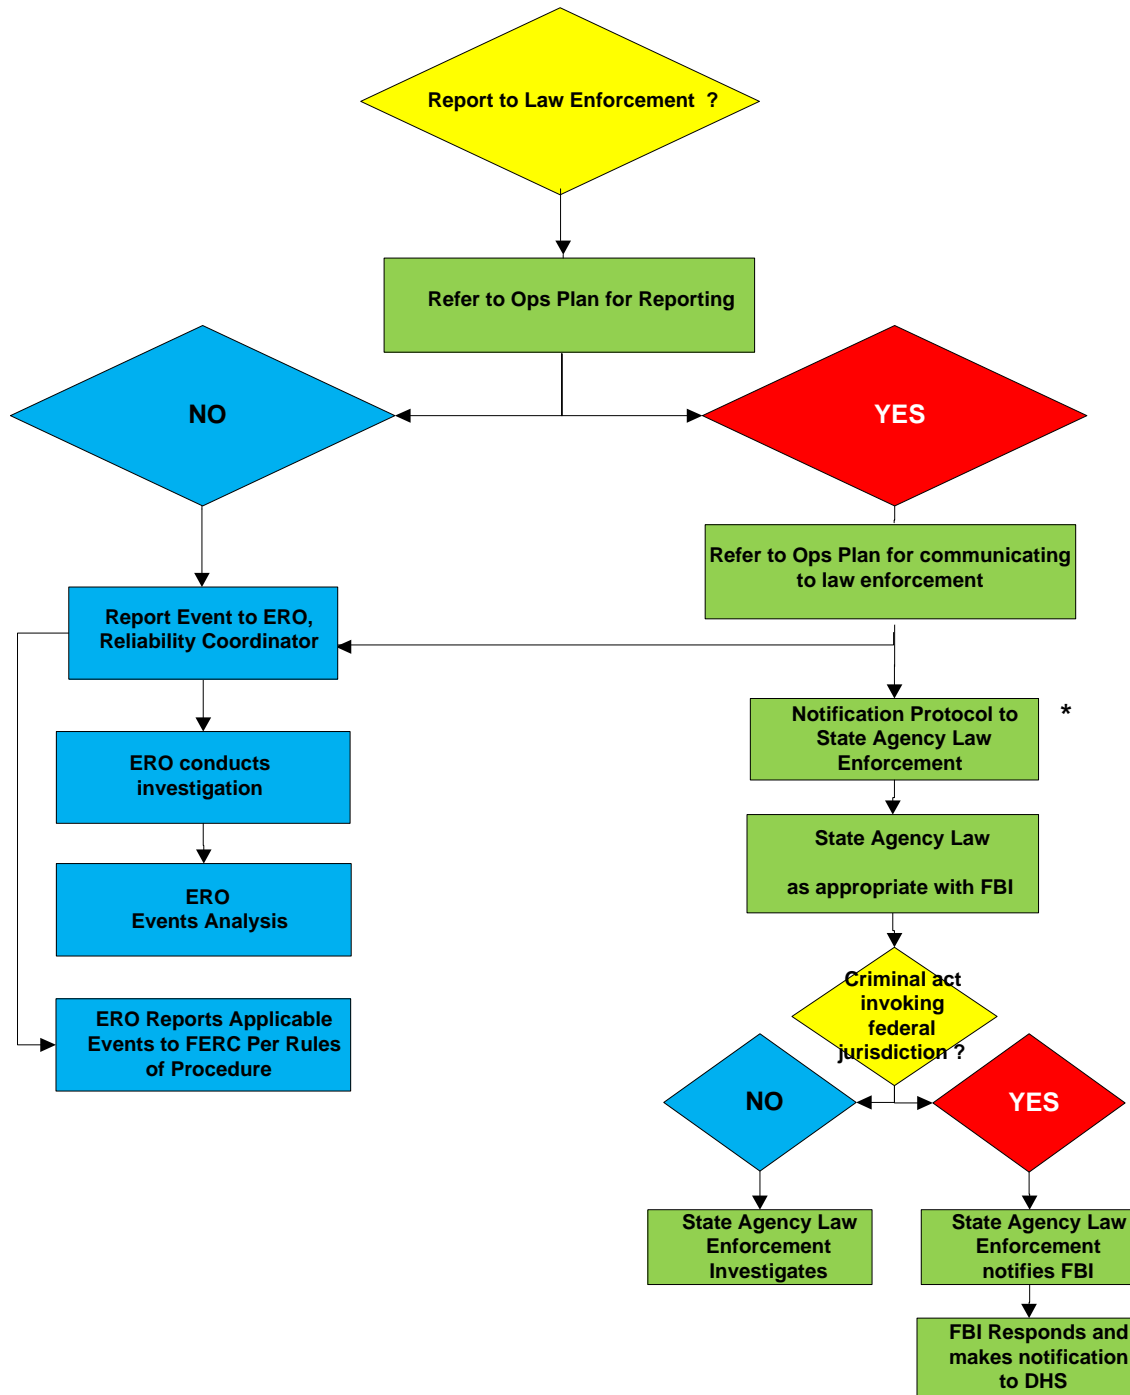 Report to Law Enforcement ?
Refer to Ops Plan for Reporting
NO
YES
Refer to Ops Plan for communicating
to law enforcement
Report Event to ERO,
Reliability Coordinator
Notification Protocol to
State Agency Law
Enforcement
*
ERO conducts
investigation
State Agency Law
as appropriate with FBI
ERO
Events Analysis
Criminal act
invoking
federal
jurisdiction ?
ERO Reports Applicable
Events to FERC Per Rules
of Procedure
NO
YES
State Agency Law
Enforcement
Investigates
State Agency Law
Enforcement
notifies FBI
FBI Responds and
makes notification
to DHS